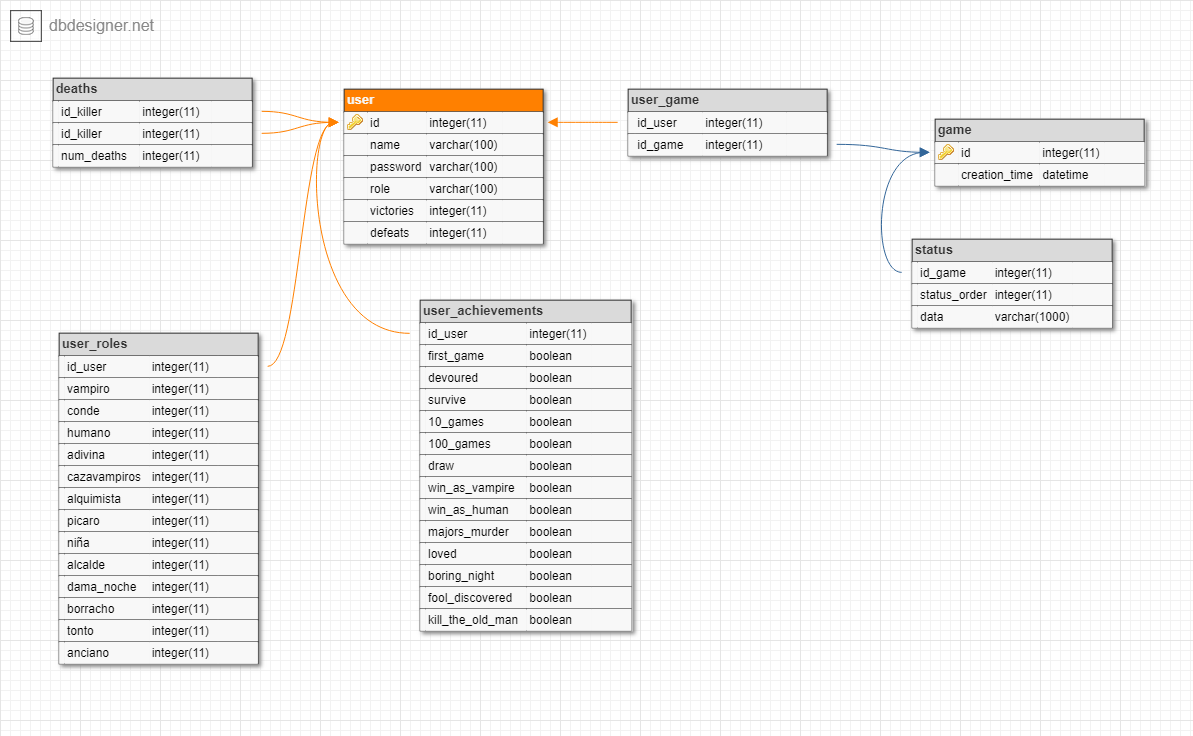 dbdesigner.net
deaths
id_killer integer(11)
id_killer integer(11)
num_deaths integer(11)
user
id integer(11)
name varchar(100)
password varchar(100)
role varchar(100)
victories integer(11)
defeats integer(11)
user_game
id_user integer(11)
id_game integer(11)
game
id integer(11)
creation_time datetime
status
id_game integer(11)
status_order integer(11)
data varchar(1000)
user_achievements
id_user integer(11)
first_game boolean
devoured boolean
survive boolean
10_games boolean
100_games boolean
draw boolean
win_as_vampire boolean
win_as_human boolean
majors_murder boolean
loved boolean
boring_night boolean
fool_discovered boolean
kill_the_old_man boolean
user_roles
id_user integer(11)
vampiro integer(11)
conde integer(11)
humano integer(11)
adivina integer(11)
cazavampiros integer(11)
alquimista integer(11)
picaro integer(11)
niña integer(11)
alcalde integer(11)
dama_noche integer(11)
borracho integer(11)
tonto integer(11)
anciano integer(11)